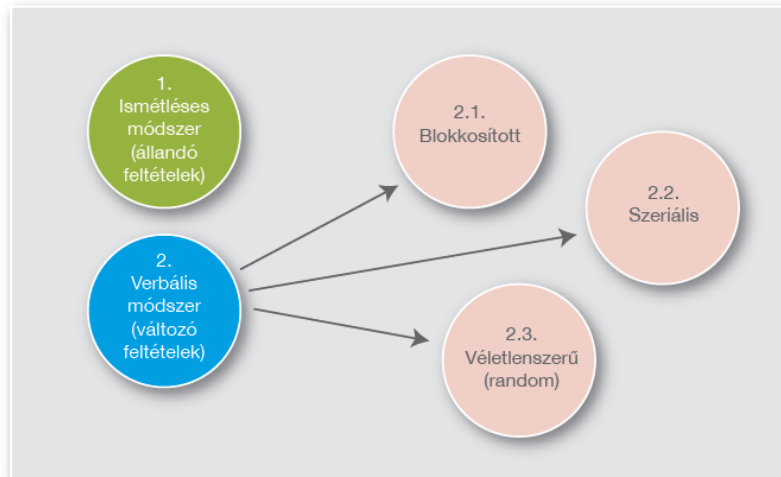 1.
Ismétléses
módszer
(állandó
feltételek)
2.
Verbális
módszer
(változó
feltételek)
2.1.
Blokkosított
2.2.
Szeriális
2.3.
Véletlenszerű
(random)